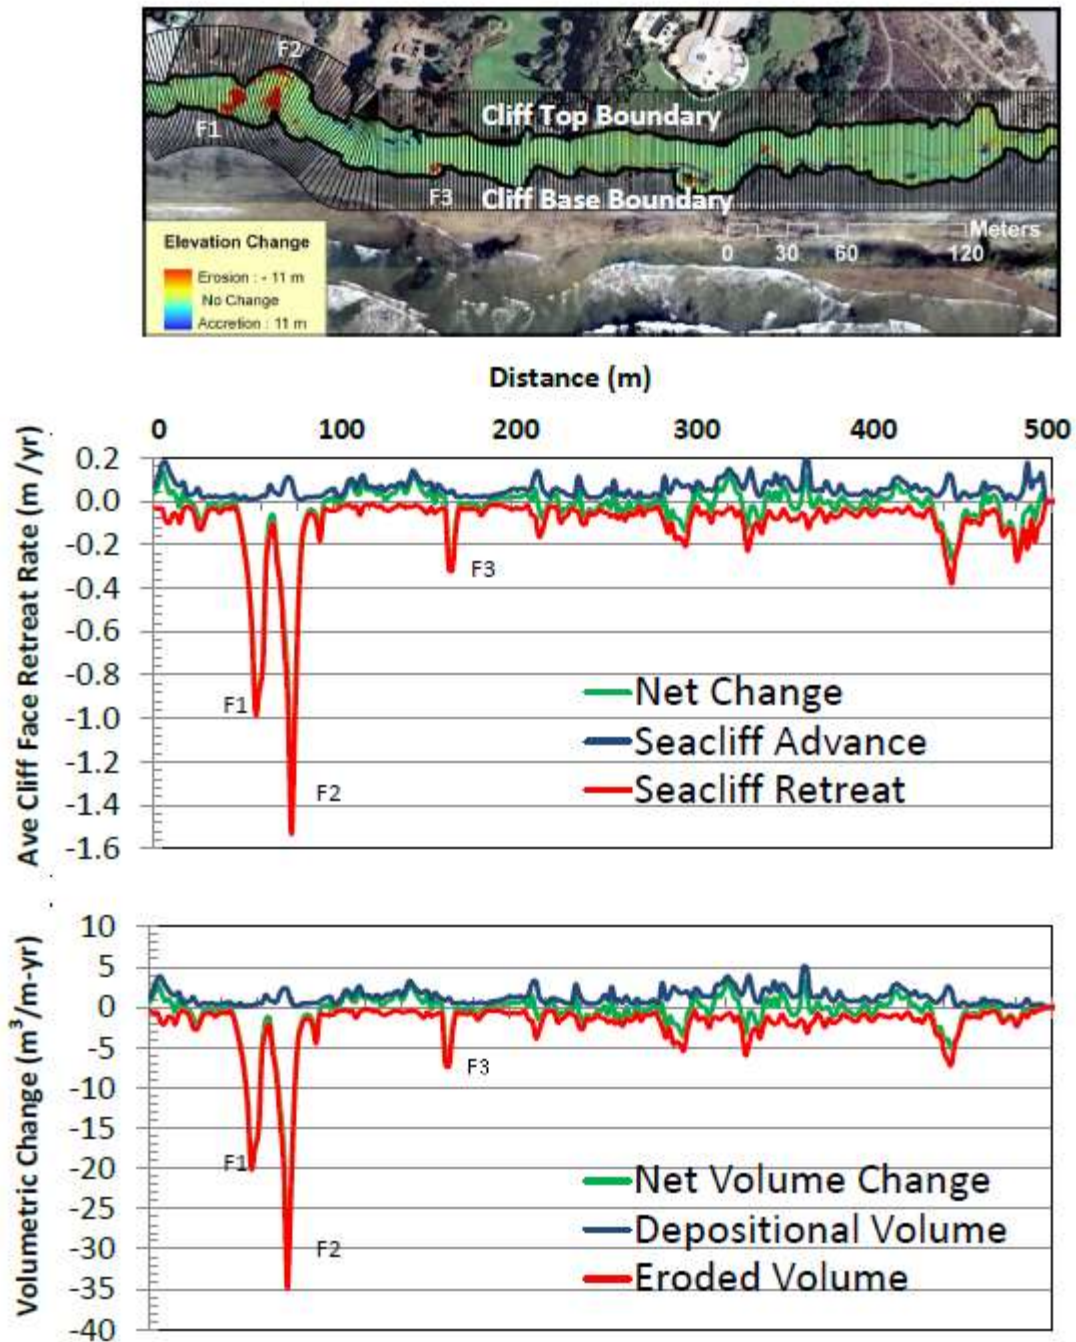 F2
Cliff Top Boundary
F1
F3
Cliff Base Boundary
Meters
0 30 60 120
Elevation Change
Erosion : - 11 m
No Change
Accretion : 11 m
Distance (m)
0 100 200 300 400 500
Ave Cliff Face Retreat Rate (m /yr)
0.2
0.0
-0.2
-0.4
-0.6
-0.8
-1.0
-1.2
-1.4
-1.6
F3
F1
F2
Net Change
Seacliff Advance
Seacliff Retreat
Volumetric Change (m³/m-yr)
10
5
0
-5
-10
-15
-20
-25
-30
-35
-40
F3
F1
F2
Net Volume Change
Depositional Volume
Eroded Volume